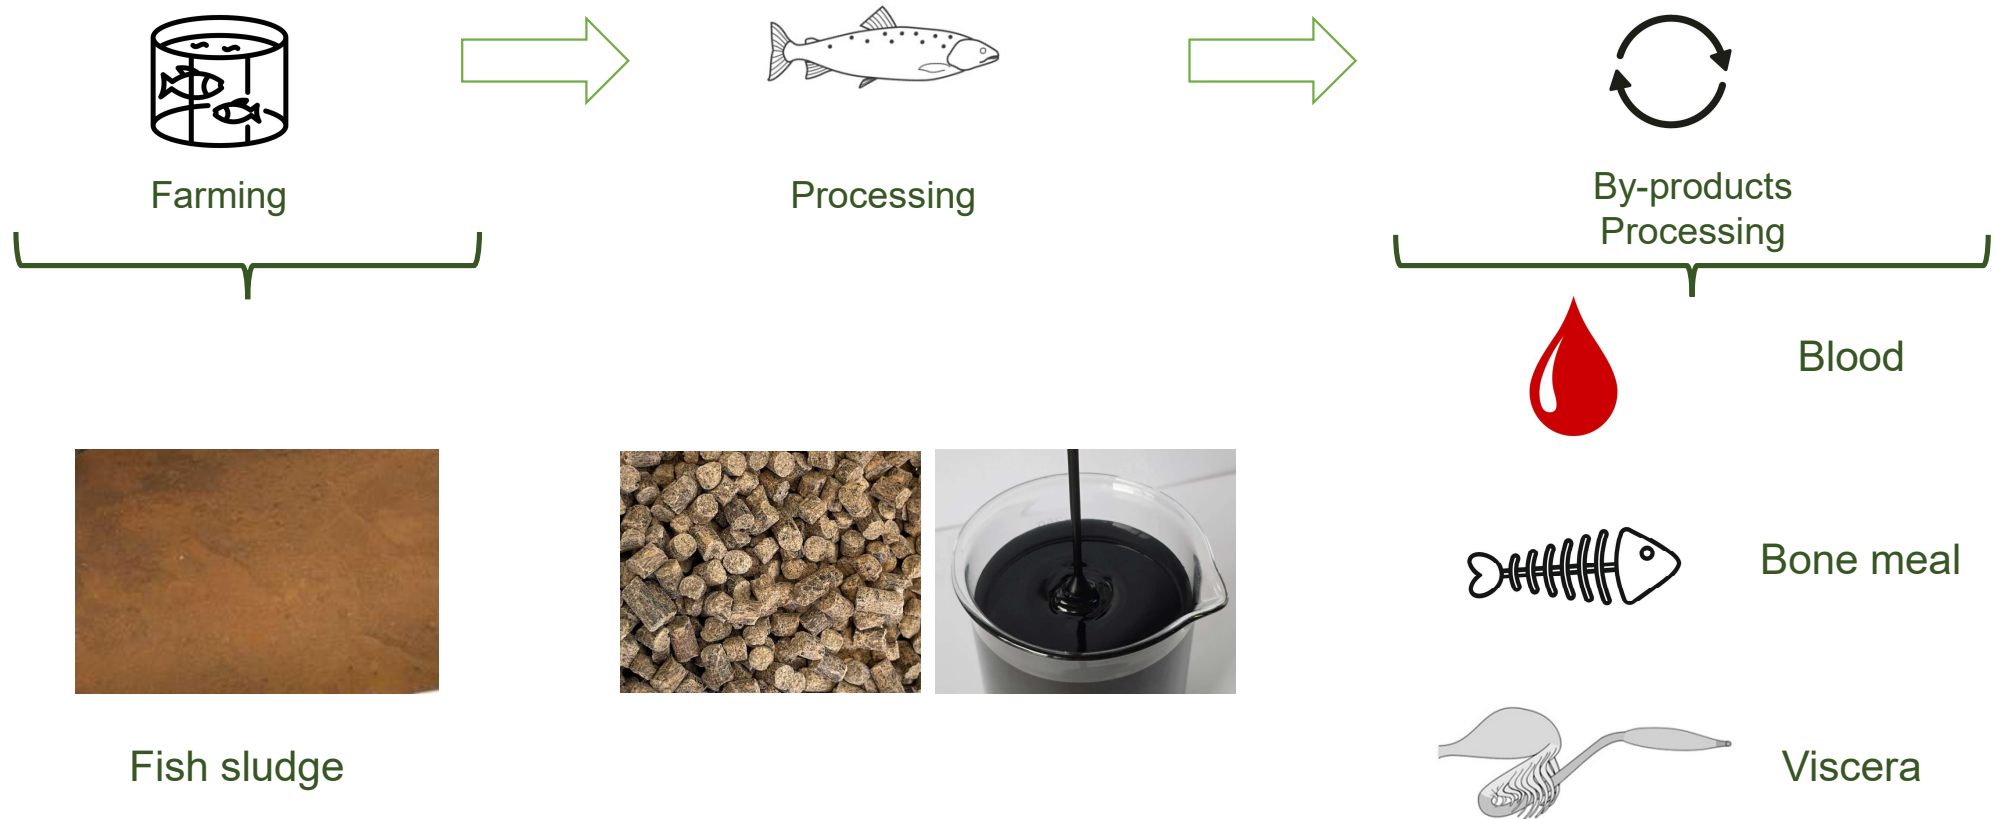 Farming
Processing
By-products
Processing
Blood
Bone meal
Fish sludge
Viscera